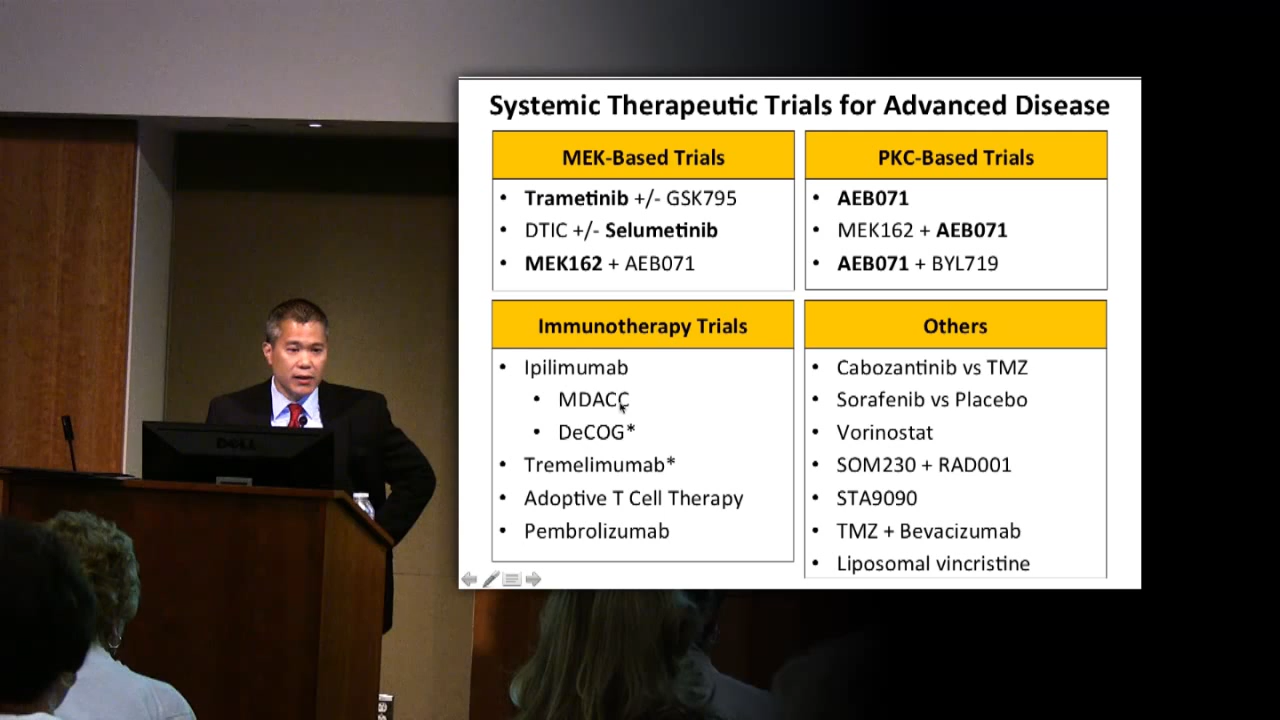 Systemic Therapeutic Trials for Advanced Disease
MEK-Based Trials
• Trametinib +/- GSK795
• DTIC +/- Selumetinib
• MEK162 + AEB071
PKC-Based Trials
• AEB071
• MEK162 + AEB071
• AEB071 + BYL719
Immunotherapy Trials
• Ipilimumab
• MDACC
• DeCOG*
• Tremelimumab*
• Adoptive T Cell Therapy
• Pembrolizumab
Others
• Cabozantinib vs TMZ
• Sorafenib vs Placebo
• Vorinostat
• SOM230 + RAD001
• STA9090
• TMZ + Bevacizumab
• Liposomal vincristine
DELL